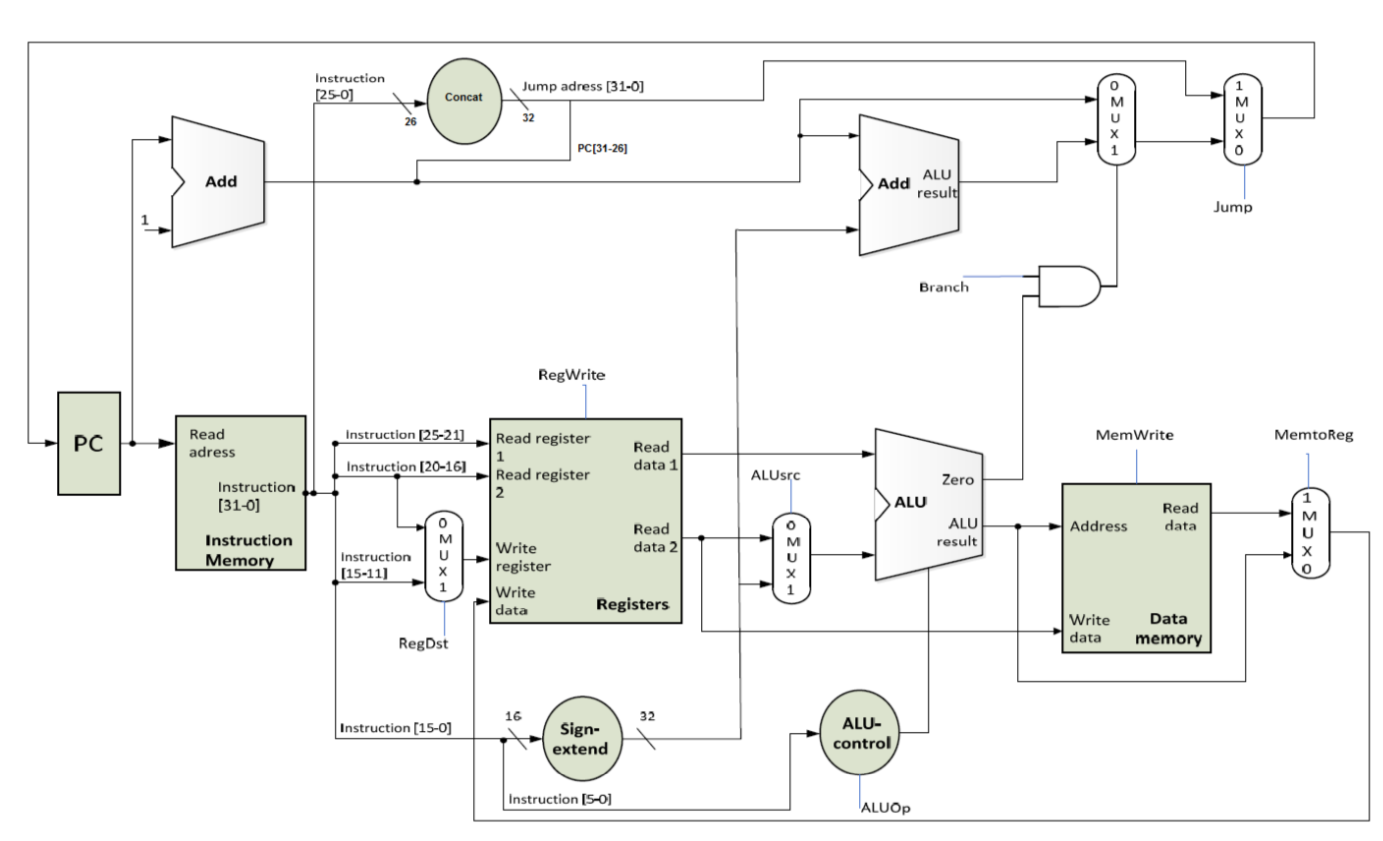 Instruction
[25-0]
26
Concat
Jump adress [31-0]
32
PC[31-26]
0
M
U
X
1
1
M
U
X
0
Jump
Add
1
Add
ALU
result
Branch
PC
Read
adress
Instruction
[31-0]
Instruction
Memory
Instruction [25-21]
Instruction [20-16]
Instruction
[15-11]
0
M
U
X
1
RegDst
RegWrite
Read register
1
Read register
2
Write
register
Write
data
Read
data 1
Read
data 2
Registers
ALUsrc
0
M
U
X
1
Zero
ALU
ALU
result
MemWrite
Address
Read
data
Write
data
Data
memory
MemtoReg
1
M
U
X
0
Instruction [15-0]
16
Sign-
extend
32
Instruction [5-0]
ALU-
control
ALUOp